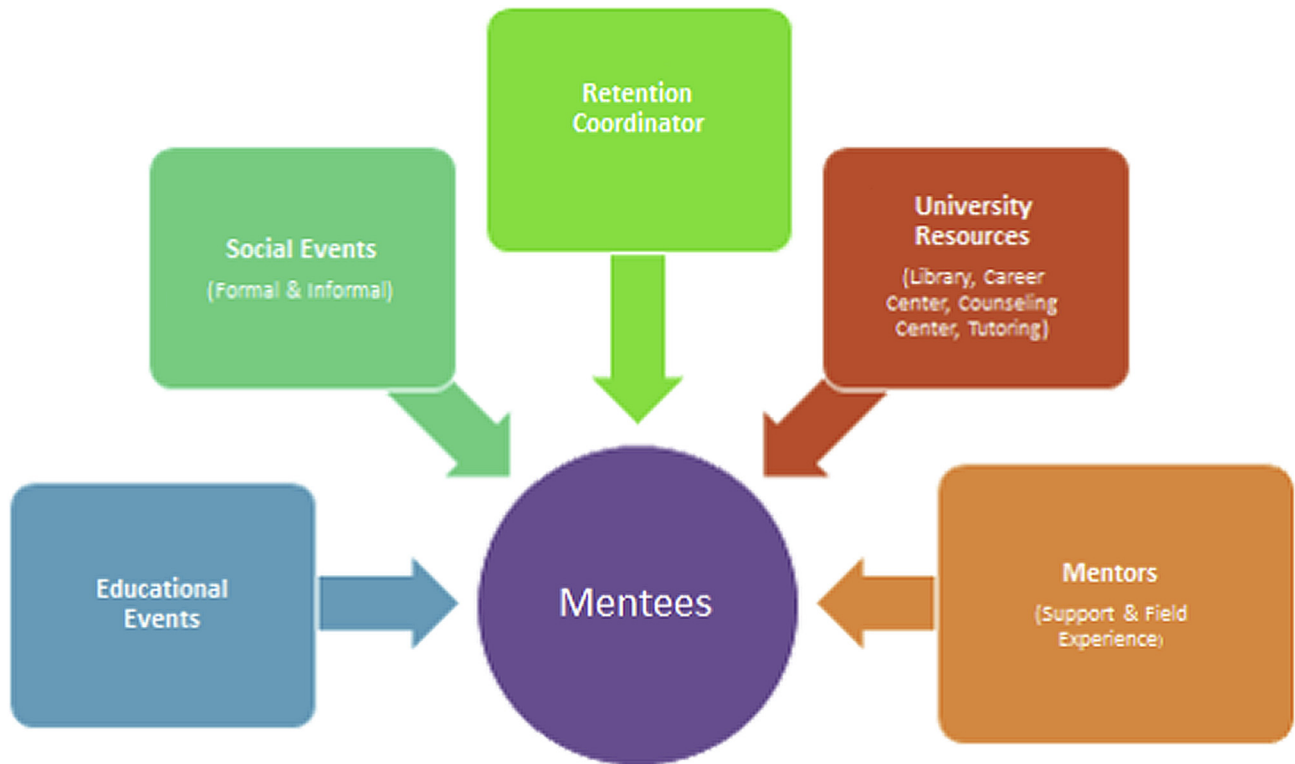 Retention
Coordinator
Social Events
(Formal & Informal)
University
Resources
(Library, Career
Center, Counseling
Center, Tutoring)
Educational
Events
Mentees
Mentors
(Support & Field
Experience)